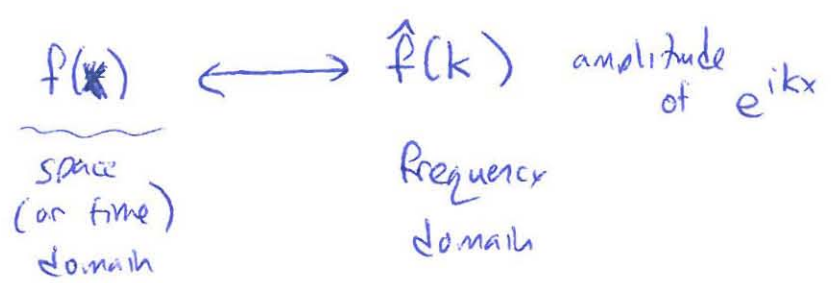 f(x) ⟷ f̂(k) amplitude of e^{ikx}
space
(or time)
domain
frequency
domain